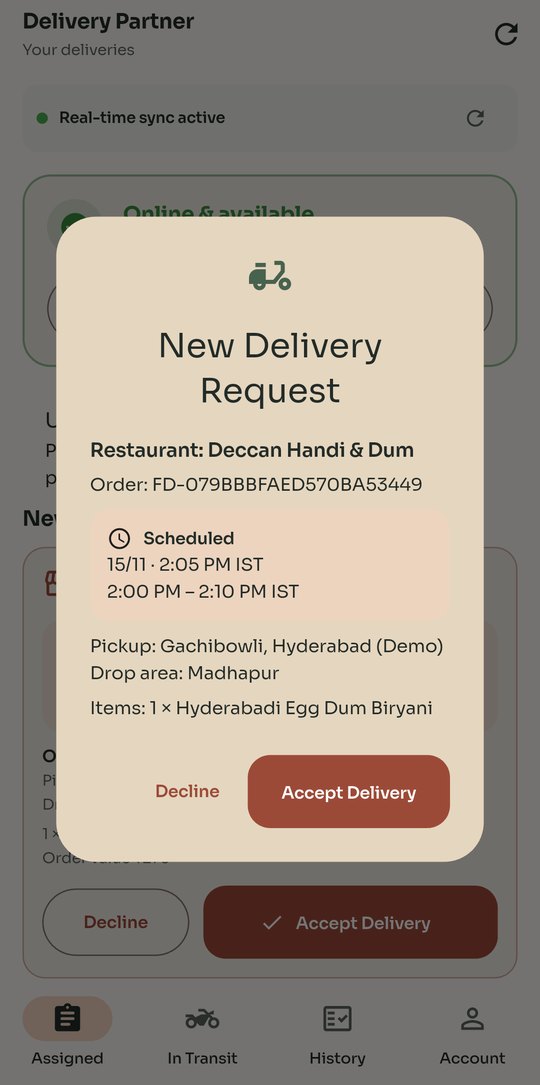 Delivery Partner
Your deliveries
Real-time sync active
Online & available
New Delivery
Request
Restaurant: Deccan Handi & Dum
Order: FD-079BBBFAED570BA53449
Scheduled
15/11 · 2:05 PM IST
2:00 PM – 2:10 PM IST
Pickup: Gachibowli, Hyderabad (Demo)
Drop area: Madhapur
Items: 1 × Hyderabadi Egg Dum Biryani
Decline
Accept Delivery
1 ×
Decline
Accept Delivery
Assigned
In Transit
History
Account